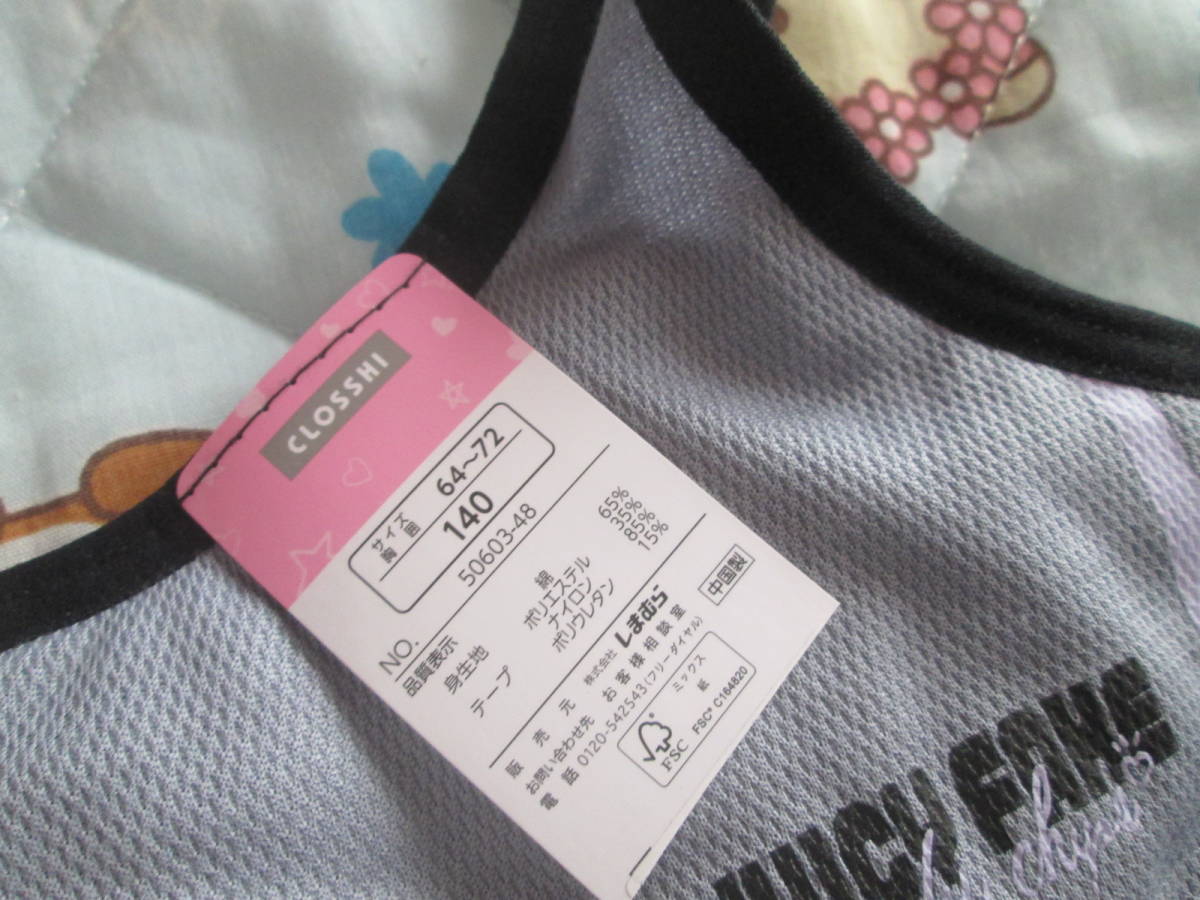 CLOSSHI
サイズ 140
胸囲 64~72
NO. 50603-48
品質表示
身生地 綿 65%
ポリエステル 35%
テープ ナイロン 85%
ポリウレタン 15%
中国製
販売元 株式会社しまむら
お問い合わせ先 お客様相談室
電話 0120-542543(フリーダイヤル)
FSC
ミックス
紙
FSC® C164820